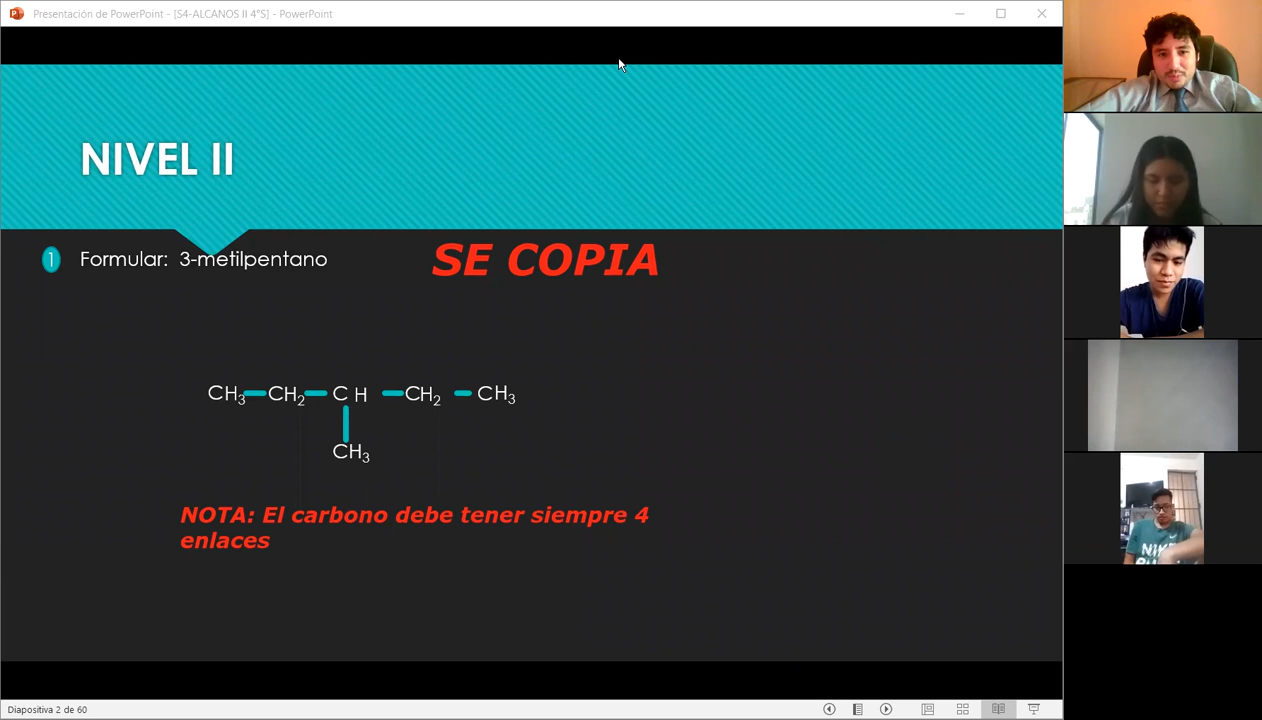 Presentación de PowerPoint - [S4-ALCANOS II 4°S] - PowerPoint
NIVEL II
1 Formular: 3-metilpentano
SE COPIA
CH₃ CH₂ C H CH₂ CH₃
CH₃
NOTA: El carbono debe tener siempre 4
enlaces
NIKE
Diapositiva 2 de 60